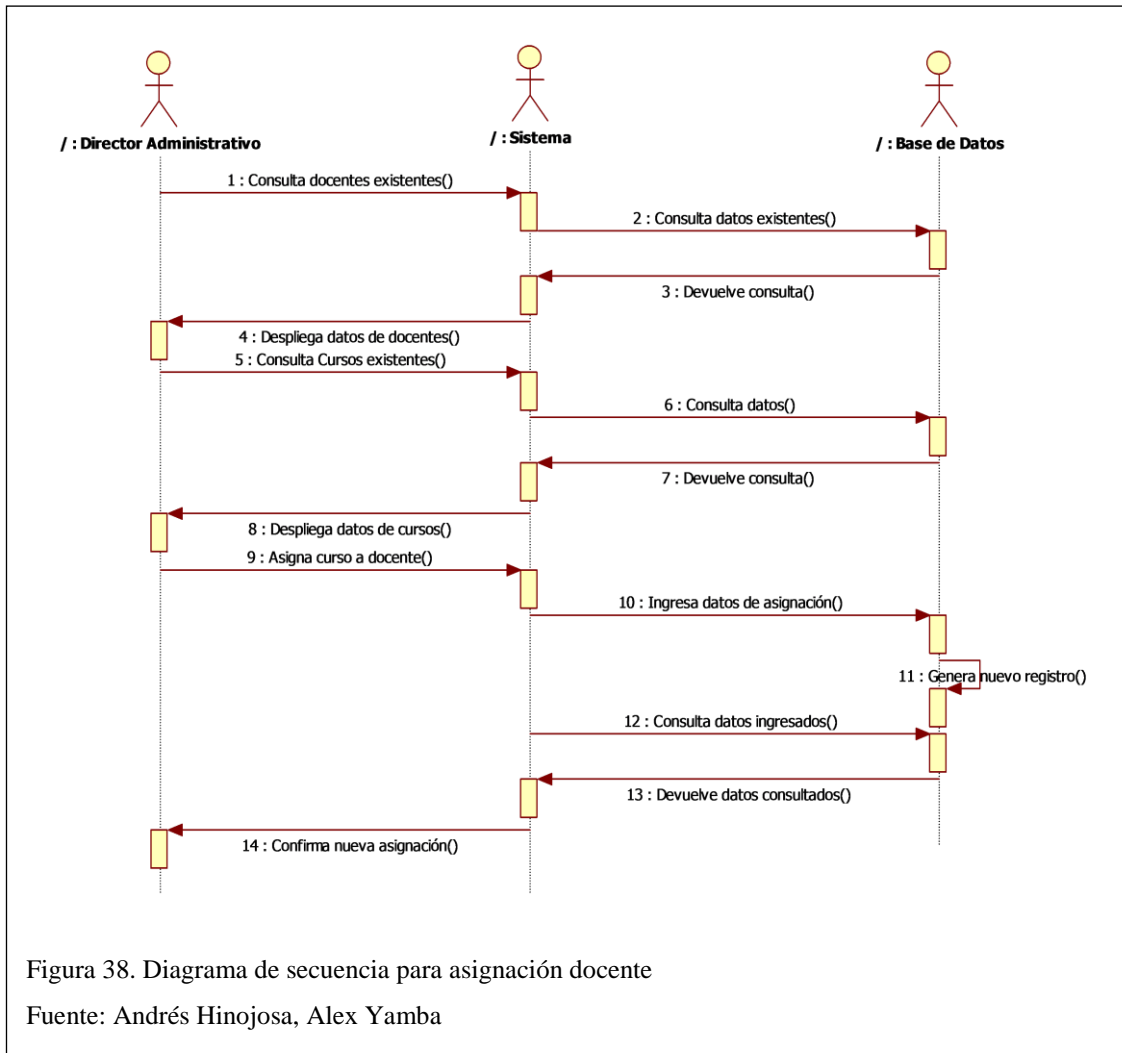 / : Director Administrativo
/ : Sistema
/ : Base de Datos
1 : Consulta docentes existentes()
2 : Consulta datos existentes()
3 : Devuelve consulta()
4 : Despliega datos de docentes()
5 : Consulta Cursos existentes()
6 : Consulta datos()
7 : Devuelve consulta()
8 : Despliega datos de cursos()
9 : Asigna curso a docente()
10 : Ingresa datos de asignación()
11 : Genera nuevo registro()
12 : Consulta datos ingresados()
13 : Devuelve datos consultados()
14 : Confirma nueva asignación()
Figura 38. Diagrama de secuencia para asignación docente
Fuente: Andrés Hinojosa, Alex Yamba